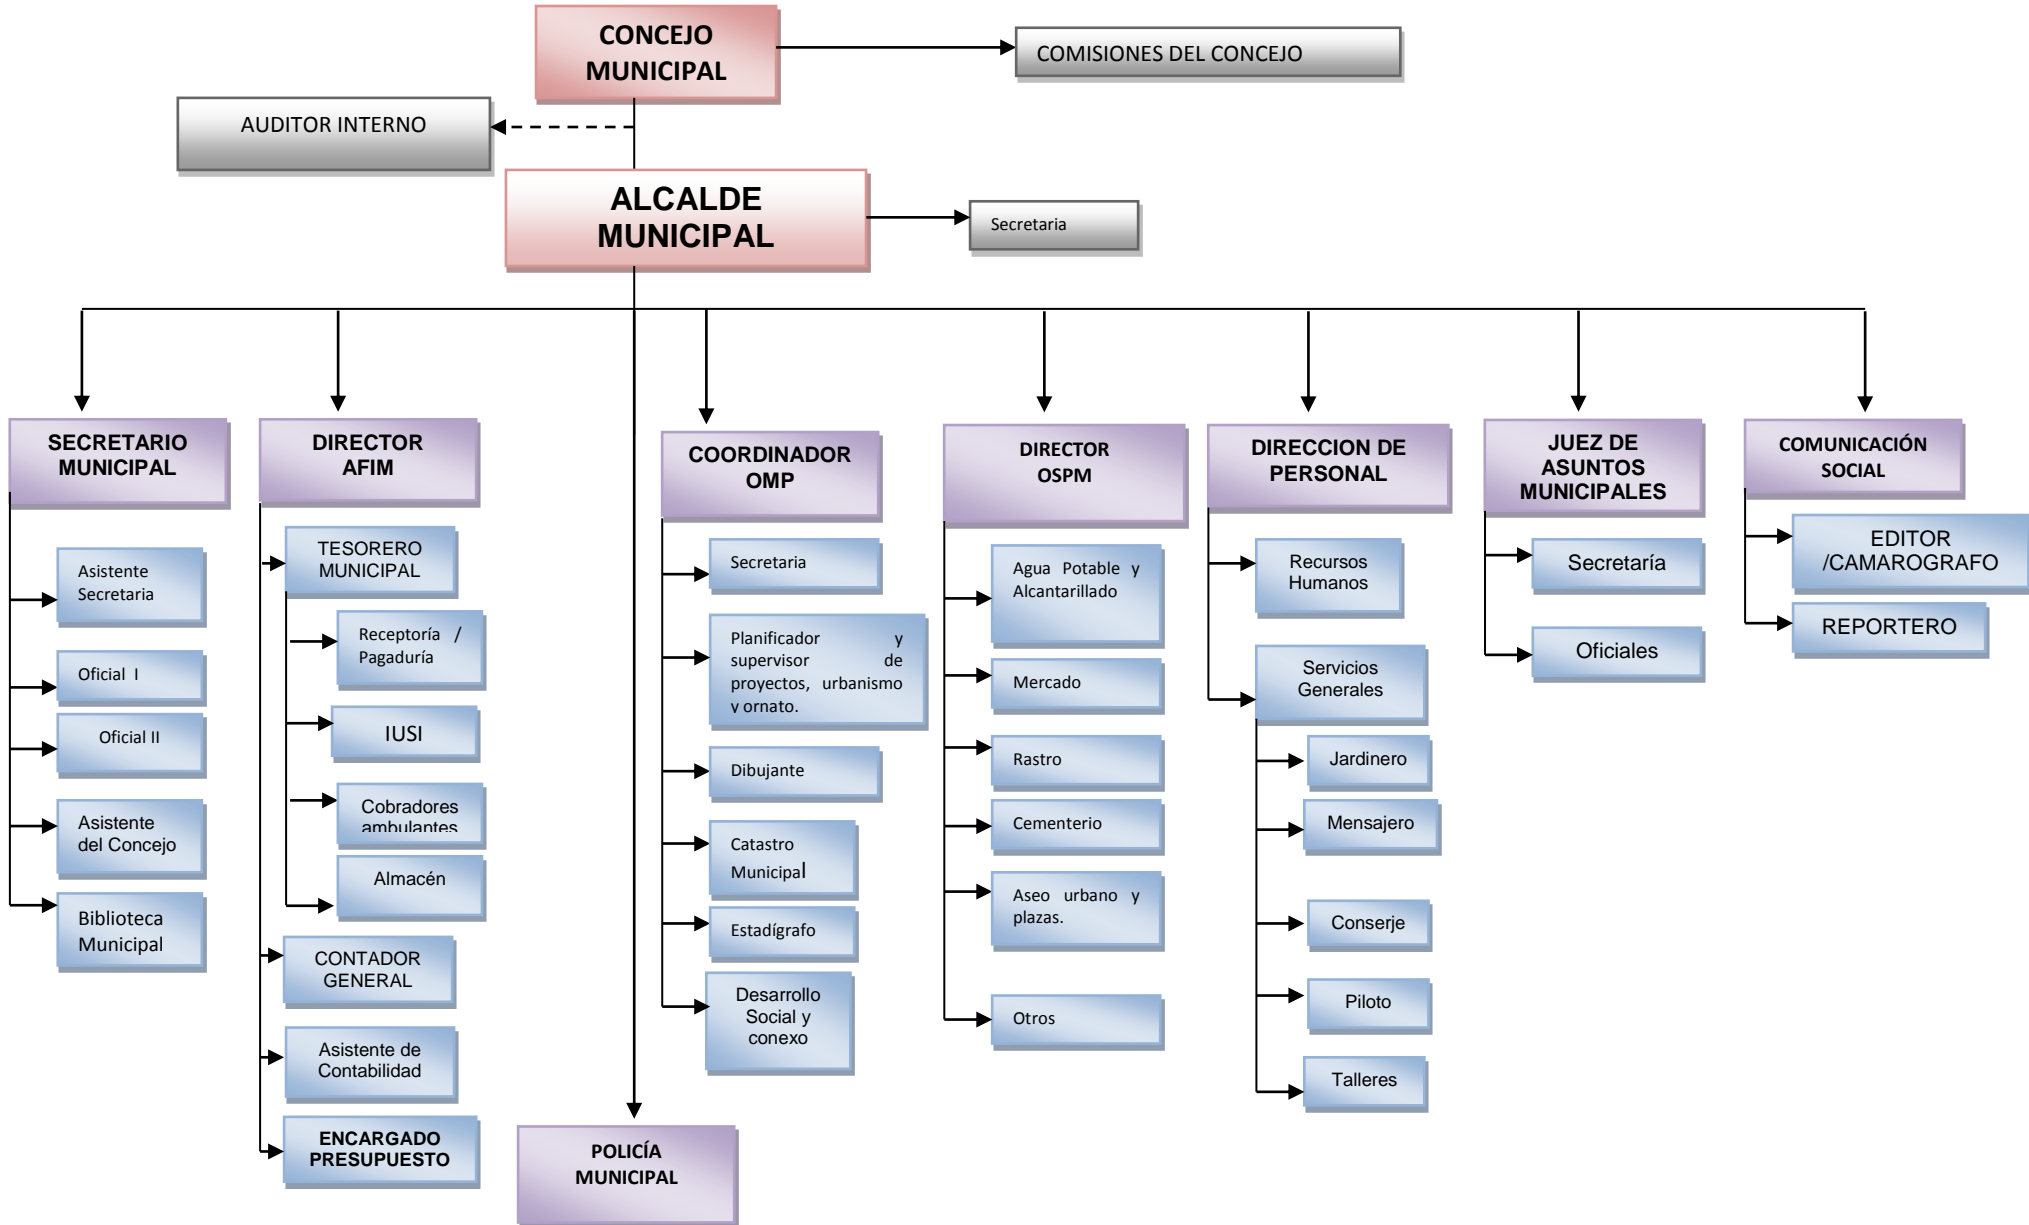 CONCEJO
MUNICIPAL
COMISIONES DEL CONCEJO
AUDITOR INTERNO
ALCALDE
MUNICIPAL
Secretaria
SECRETARIO
MUNICIPAL
Asistente
Secretaria
Oficial I
Oficial II
Asistente
del Concejo
Biblioteca
Municipal
DIRECTOR
AFIM
TESORERO
MUNICIPAL
Receptoría /
Pagaduría
IUSI
Cobradores
ambulantes
Almacén
CONTADOR
GENERAL
Asistente de
Contabilidad
ENCARGADO
PRESUPUESTO
POLICÍA
MUNICIPAL
COORDINADOR
OMP
Secretaria
Planificador y
supervisor de
proyectos, urbanismo
y ornato.
Dibujante
Catastro
Municipal
Estadígrafo
Desarrollo
Social y
conexo
DIRECTOR
OSPM
Agua Potable y
Alcantarillado
Mercado
Rastro
Cementerio
Aseo urbano y
plazas.
Otros
DIRECCION DE
PERSONAL
Recursos
Humanos
Servicios
Generales
Jardinero
Mensajero
Conserje
Piloto
Talleres
JUEZ DE
ASUNTOS
MUNICIPALES
Secretaría
Oficiales
COMUNICACIÓN
SOCIAL
EDITOR
/CAMAROGRAFO
REPORTERO